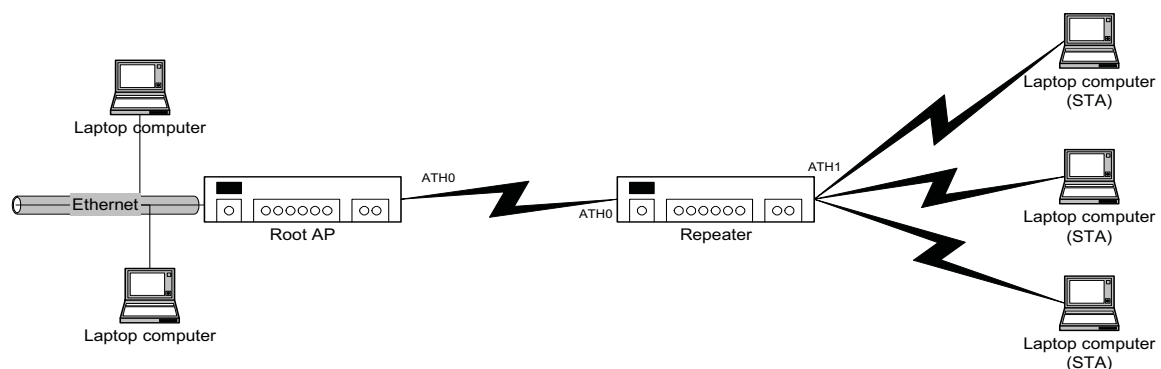 Laptop computer
Ethernet
Laptop computer
Root AP
ATH0
ATH0
Repeater
ATH1
Laptop computer
(STA)
Laptop computer
(STA)
Laptop computer
(STA)